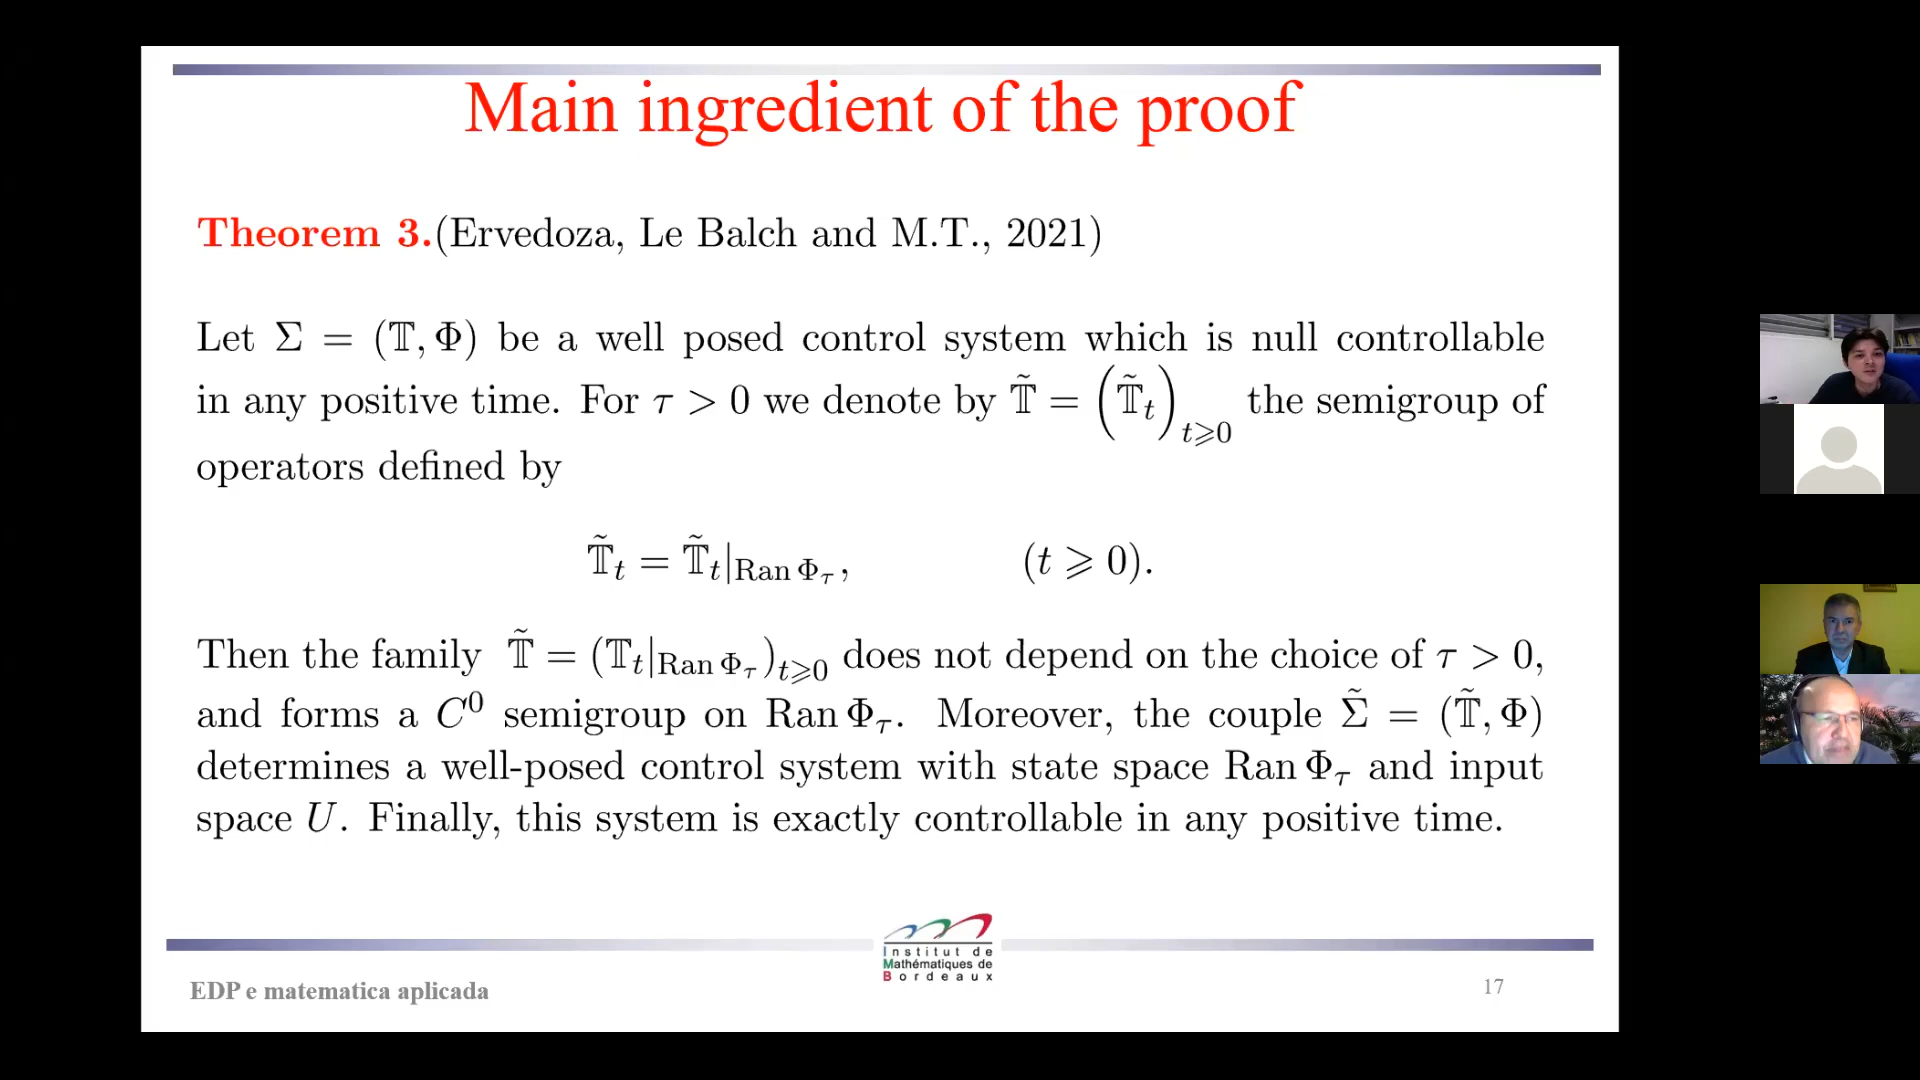 Main ingredient of the proof
Theorem 3.(Ervedoza, Le Balch and M.T., 2021)
Let Σ = (𝕋, Φ) be a well posed control system which is null controllable
in any positive time. For τ > 0 we denote by 𝕋̃ = (𝕋̃ₜ)ₜ⩾₀ the semigroup of
operators defined by
𝕋̃ₜ = 𝕋̃ₜ|Ran Φτ, (t ⩾ 0).
Then the family 𝕋̃ = (𝕋ₜ|Ran Φτ)ₜ⩾₀ does not depend on the choice of τ > 0,
and forms a C⁰ semigroup on Ran Φτ. Moreover, the couple Σ̃ = (𝕋̃, Φ)
determines a well-posed control system with state space Ran Φτ and input
space U. Finally, this system is exactly controllable in any positive time.
Institut de
Mathématiques de
Bordeaux
EDP e matematica aplicada
17